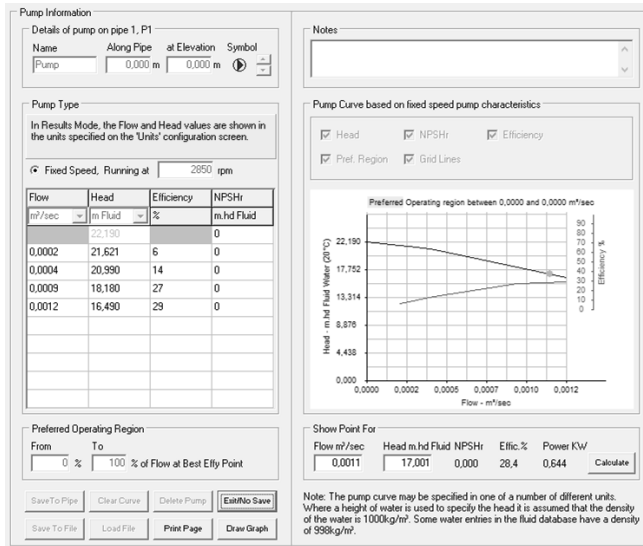 Pump Information
Details of pump on pipe 1, P1
Name Along Pipe at Elevation Symbol
Pump 0,000 m 0,000 m
Pump Type
In Results Mode, the Flow and Head values are shown in
the units specified on the 'Units' configuration screen.
Fixed Speed, Running at 2850 rpm
Flow Head Efficiency NPSHr
m³/sec m Fluid % m.hd Fluid
22,190 0
0,0002 21,621 6 0
0,0004 20,990 14 0
0,0009 18,180 27 0
0,0012 16,490 29 0
Preferred Operating Region
From To
0 % 100 % of Flow at Best Effy Point
Save To Pipe Clear Curve Delete Pump Exit/No Save
Save To File Load File Print Page Draw Graph
Notes
Pump Curve based on fixed speed pump characteristics
Head NPSHr Efficiency
Pref. Region Grid Lines
Preferred Operating region between 0,0000 and 0,0000 m³/sec
Head - m.hd Fluid Water (20°C)
22,190
17,752
13,314
8,876
4,438
0,000
0,0000 0,0002 0,0005 0,0007 0,0010 0,0012
Flow - m³/sec
90
80
70
60
50
40
30
20
10
0
Efficiency %
Show Point For
Flow m³/sec Head m.hd Fluid NPSHr Effic.% Power KW
0,0011 17,001 0,000 28,4 0,644 Calculate
Note: The pump curve may be specified in one of a number of different units.
Where a height of water is used to specify the head it is assumed that the density
of the water is 1000kg/m³. Some water entries in the fluid database have a density
of 998kg/m³.